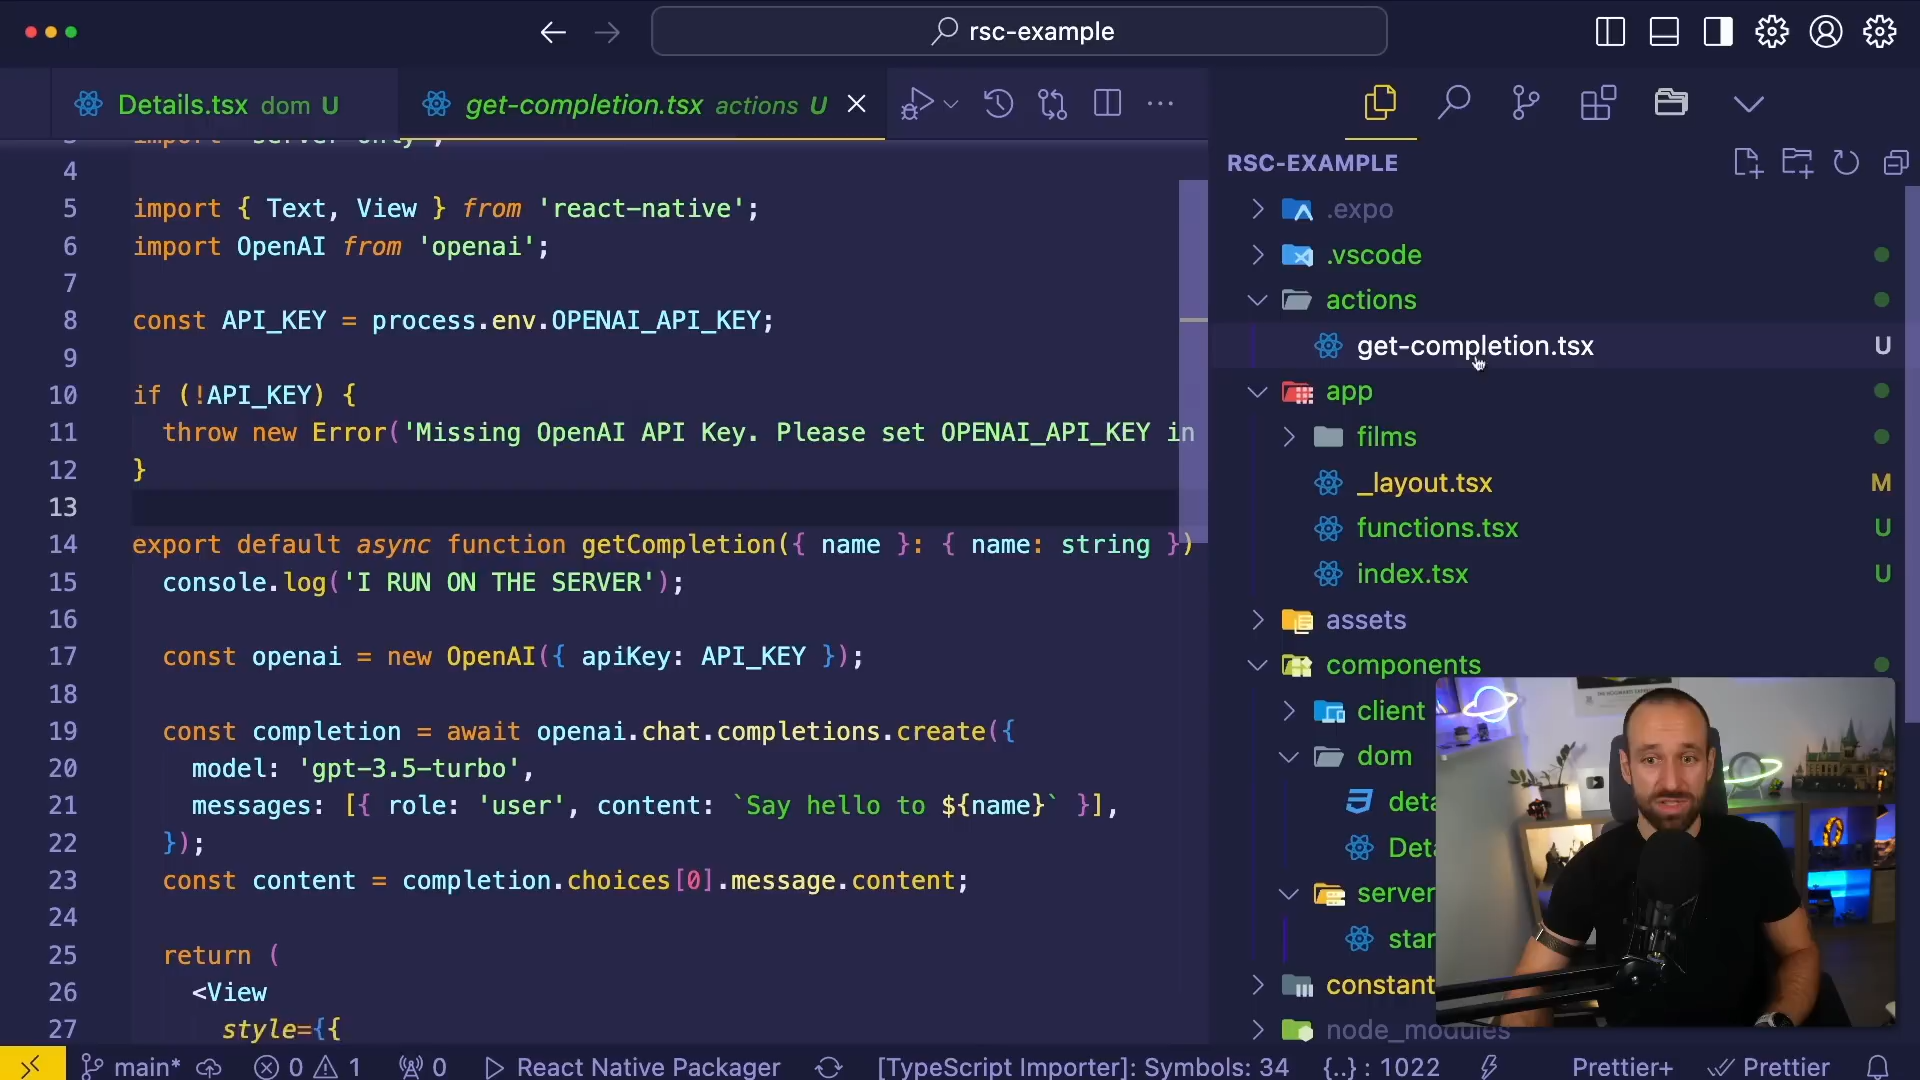 rsc-example
Details.tsx dom U
get-completion.tsx actions U
RSC-EXAMPLE
4
5 import { Text, View } from 'react-native';
6 import OpenAI from 'openai';
7
8 const API_KEY = process.env.OPENAI_API_KEY;
9
10 if (!API_KEY) {
11 throw new Error('Missing OpenAI API Key. Please set OPENAI_API_KEY in
12 }
13
14 export default async function getCompletion({ name }: { name: string })
15 console.log('I RUN ON THE SERVER');
16
17 const openai = new OpenAI({ apiKey: API_KEY });
18
19 const completion = await openai.chat.completions.create({
20 model: 'gpt-3.5-turbo',
21 messages: [{ role: 'user', content: `Say hello to ${name}` }],
22 });
23 const content = completion.choices[0].message.content;
24
25 return (
26 <View
27 style={{
.expo
.vscode
actions
get-completion.tsx U
app
films
_layout.tsx M
functions.tsx U
index.tsx U
assets
components
client
dom
deta
Deta
server
star
constant
node_modules
main* 0 1 0 React Native Packager [TypeScript Importer]: Symbols: 34 {..} : 1022 Prettier+ Prettier